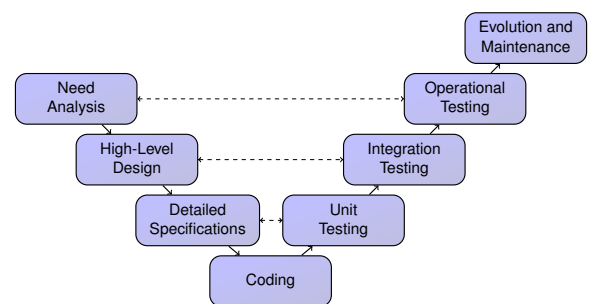 Evolution and
Maintenance
Need
Analysis
Operational
Testing
High-Level
Design
Integration
Testing
Detailed
Specifications
Unit
Testing
Coding